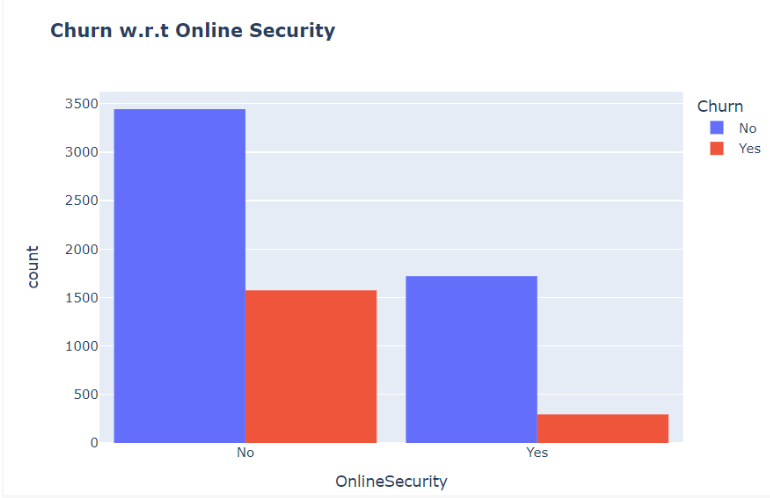 Churn w.r.t Online Security
3500
3000
2500
2000
1500
1000
500
0
count
No
Yes
OnlineSecurity
Churn
No
Yes